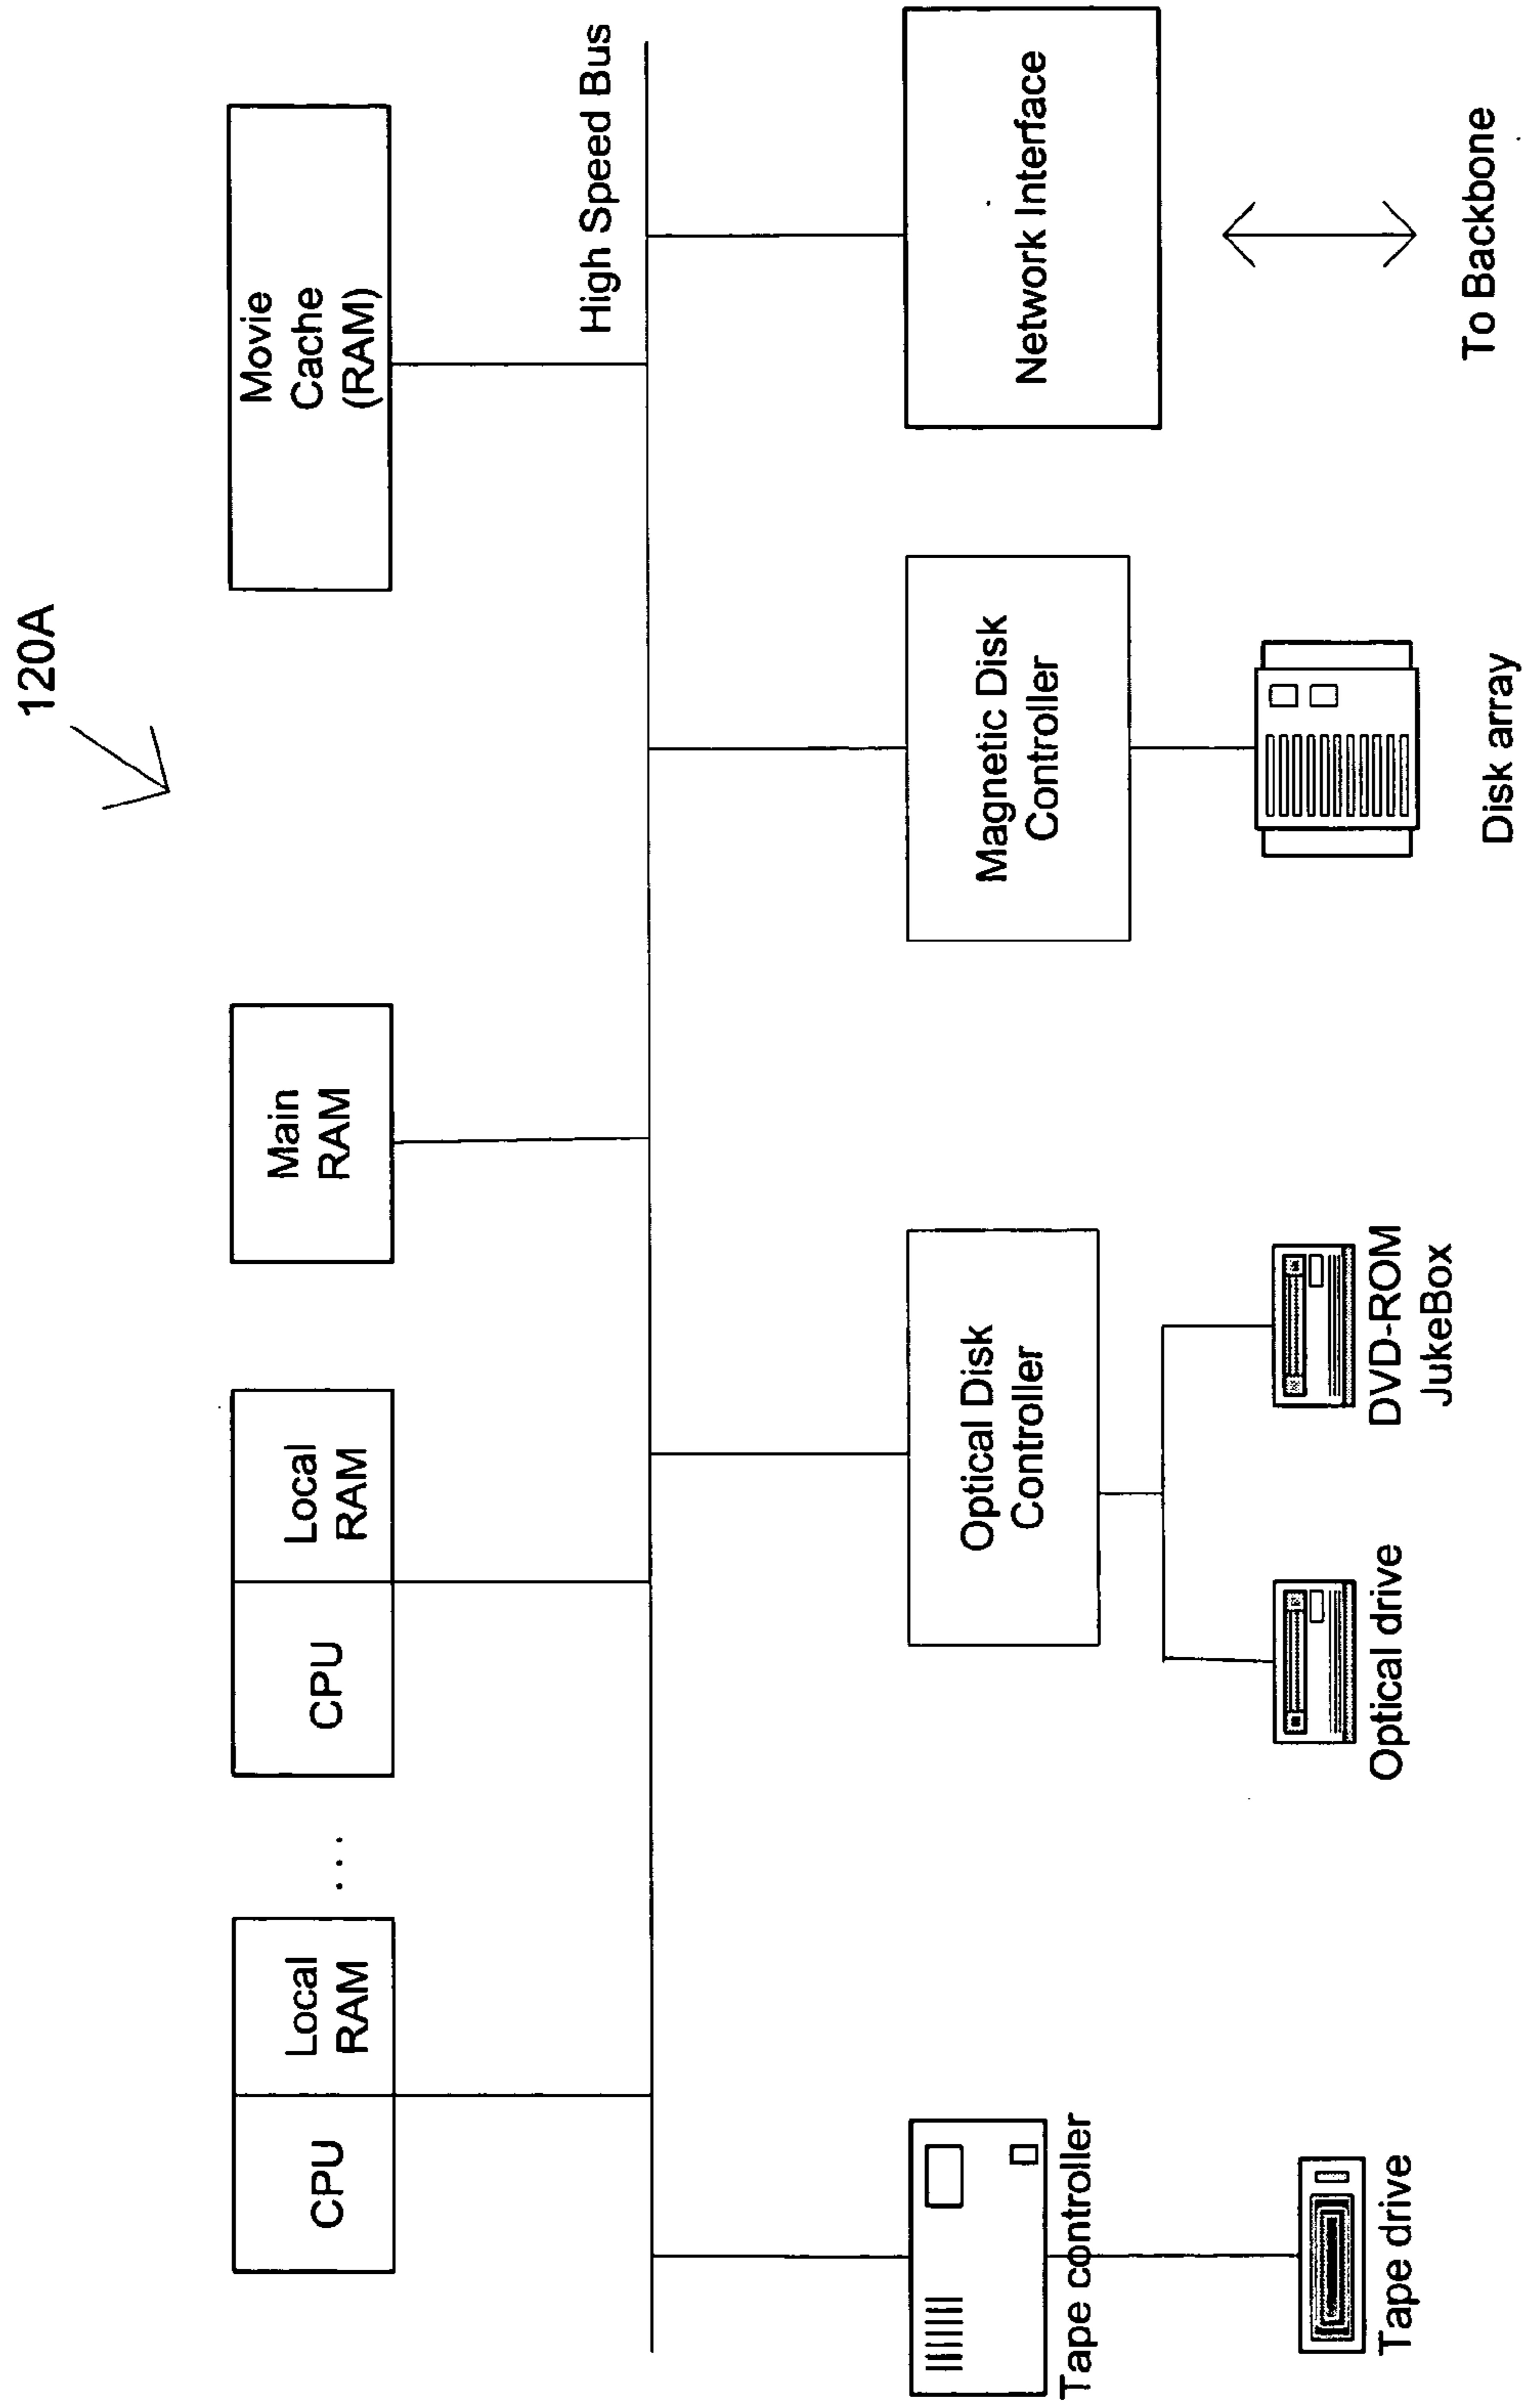 120A
CPU
Local
RAM
...
CPU
Local
RAM
Main
RAM
Movie
Cache
(RAM)
High Speed Bus
Tape controller
Optical Disk
Controller
Magnetic Disk
Controller
Network Interface
Tape drive
Optical drive
DVD-ROM
JukeBox
Disk array
To Backbone